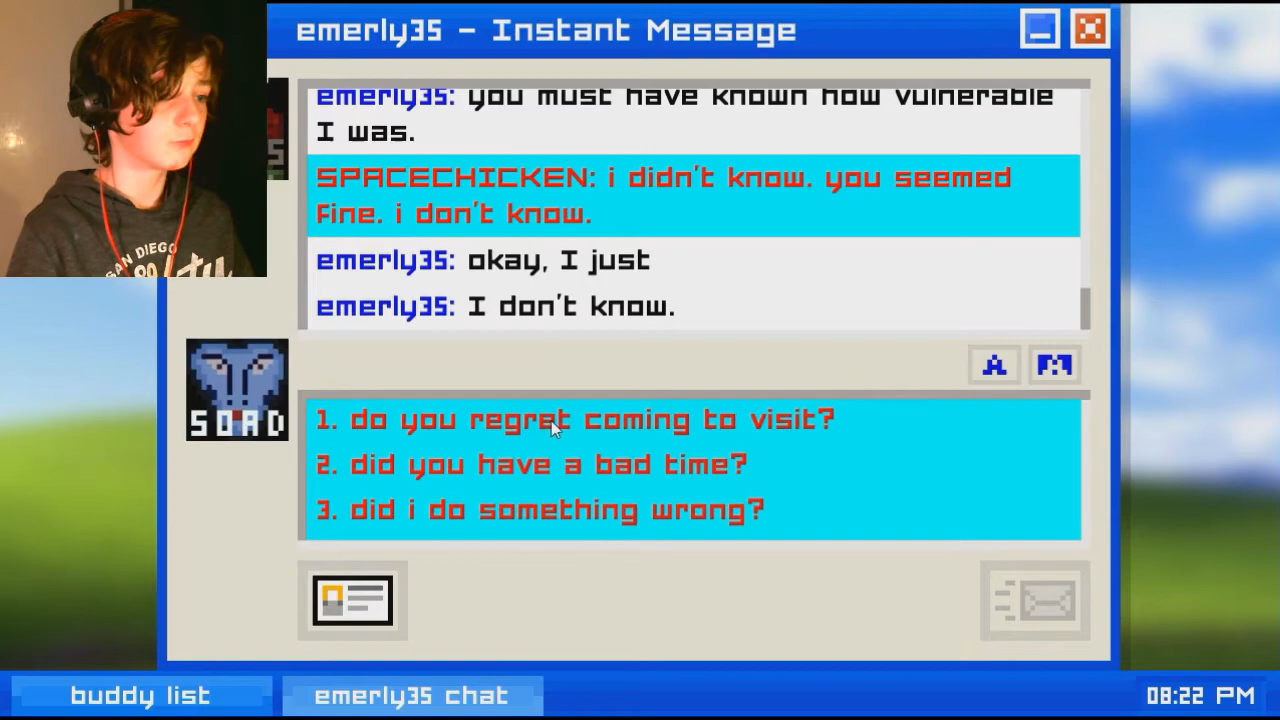 emerly35 - Instant Message
emerly35: you must have known how vulnerable
I was.
SPACECHICKEN: i didn't know. you seemed
fine. i don't know.
emerly35: okay, I just
emerly35: I don't know.
A
SOAD
1. do you regret coming to visit?
2. did you have a bad time?
3. did i do something wrong?
buddy list
emerly35 chat
08:22 PM
SAN DIEGO